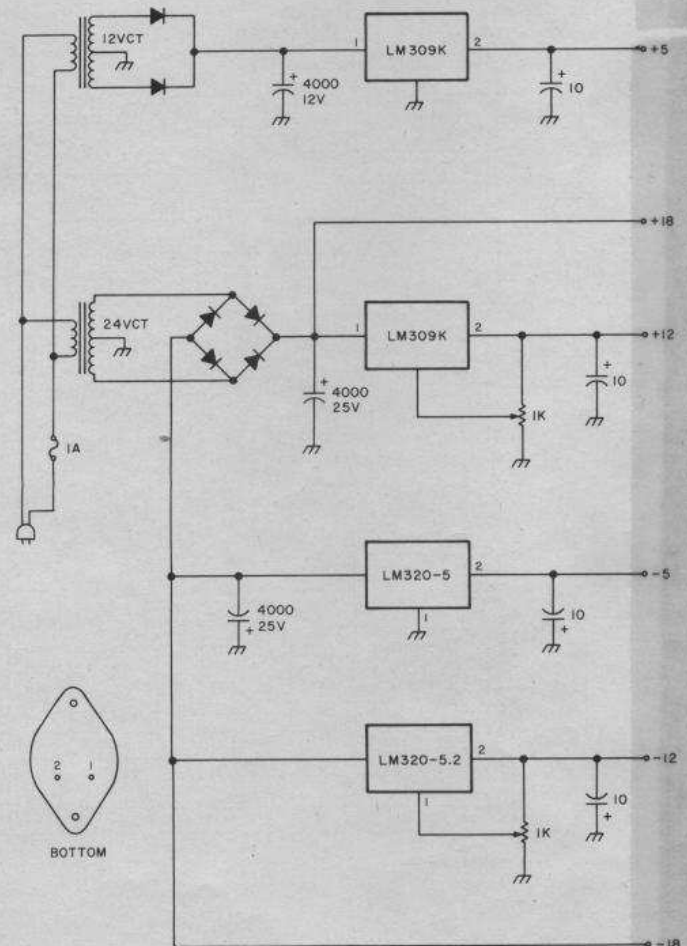 12VCT
1
LM309K
2
+5
+
4000
12V
+
10
+18
24VCT
1
LM309K
2
+12
+
4000
25V
1K
+
10
1A
LM320-5
2
-5
1
4000
+ 25V
10
+
LM320-5.2
2
-12
1
1K
10
+
2 1
BOTTOM
-18